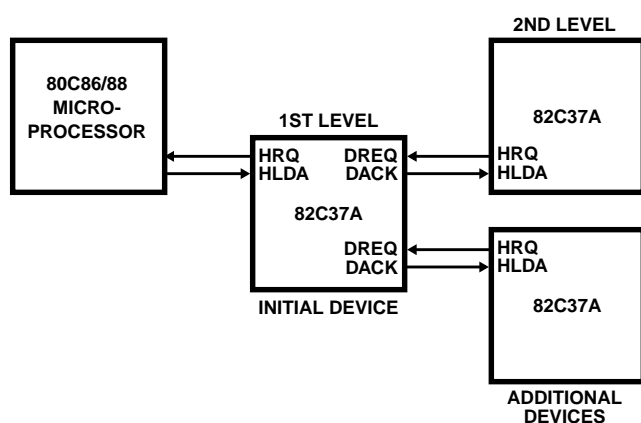 2ND LEVEL
80C86/88
MICRO-
PROCESSOR
1ST LEVEL
82C37A
HRQ
HLDA
DREQ
DACK
HRQ
HLDA
82C37A
DREQ
DACK
HRQ
HLDA
82C37A
INITIAL DEVICE
ADDITIONAL
DEVICES